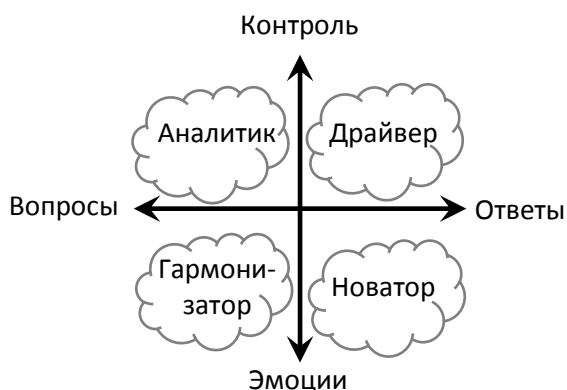 Контроль
Аналитик
Драйвер
Вопросы
Ответы
Гармони-
затор
Новатор
Эмоции